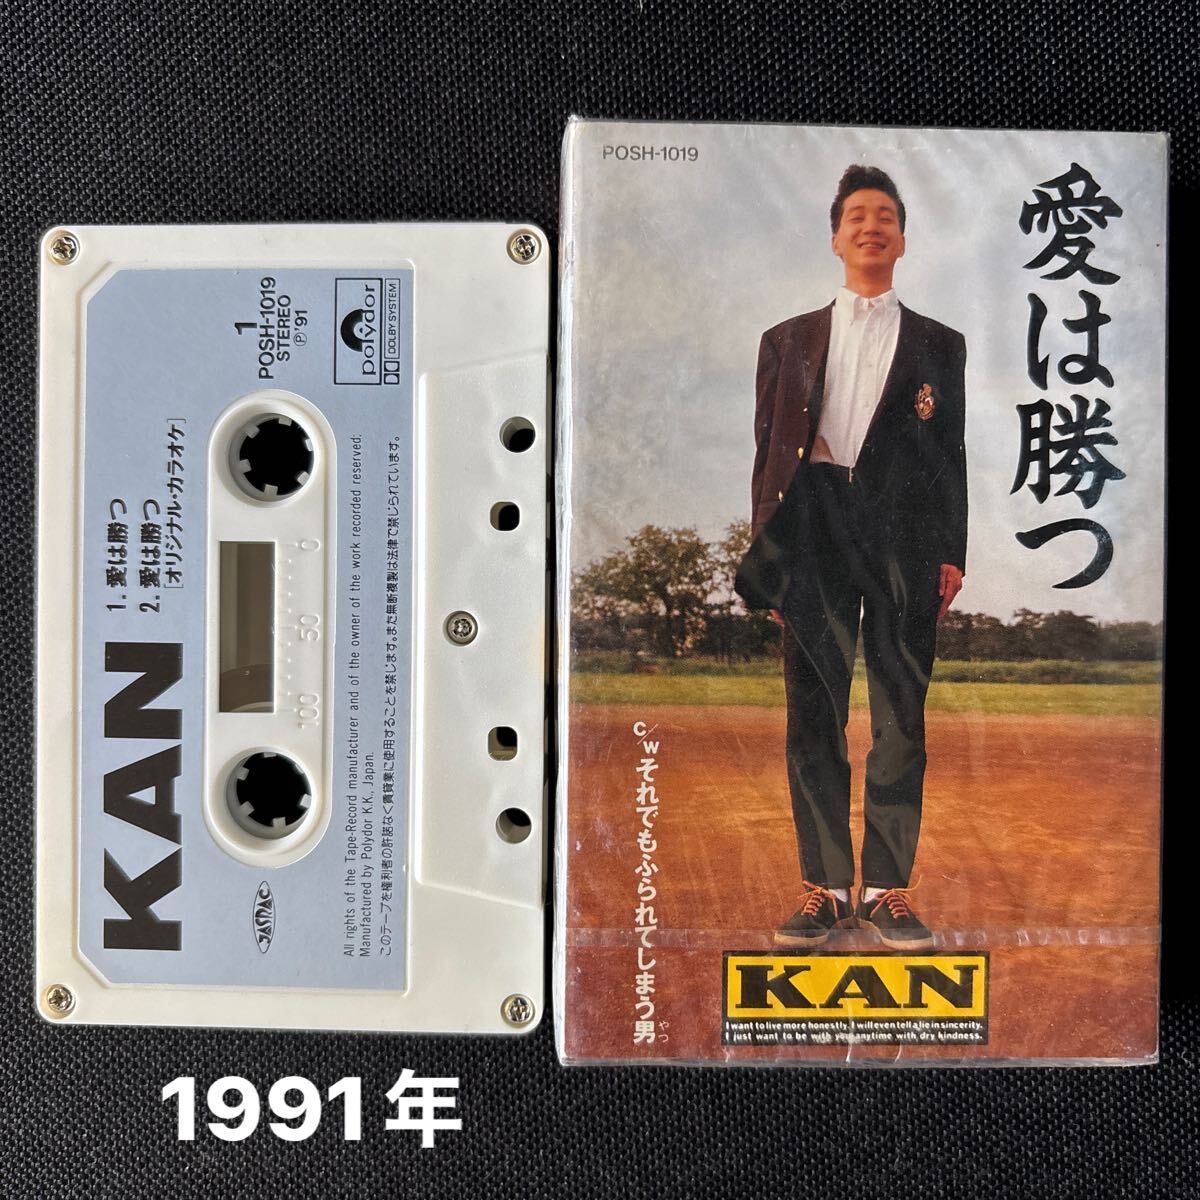 KAN
1. 愛は勝つ
2. 愛は勝つ
[オリジナル・カラオケ]
1
POSH-1019
STEREO
Ⓟ'91
polydor
DOLBY SYSTEM
100 50 0
JASRAC
All rights of the Tape-Record manufacturer and of the owner of the work recorded reserved:
Manufactured by Polydor K.K., Japan.
このテープを権利者の許諾なく賃貸業に使用することを禁じます。また無断複製は法律で禁じられています。
POSH-1019
愛は勝つ
c/wそれでもふられてしまう男
やつ
KAN
I want to live more honestly. I will even tell a lie in sincerity.
I just want to be with you anytime with dry kindness.
1991年